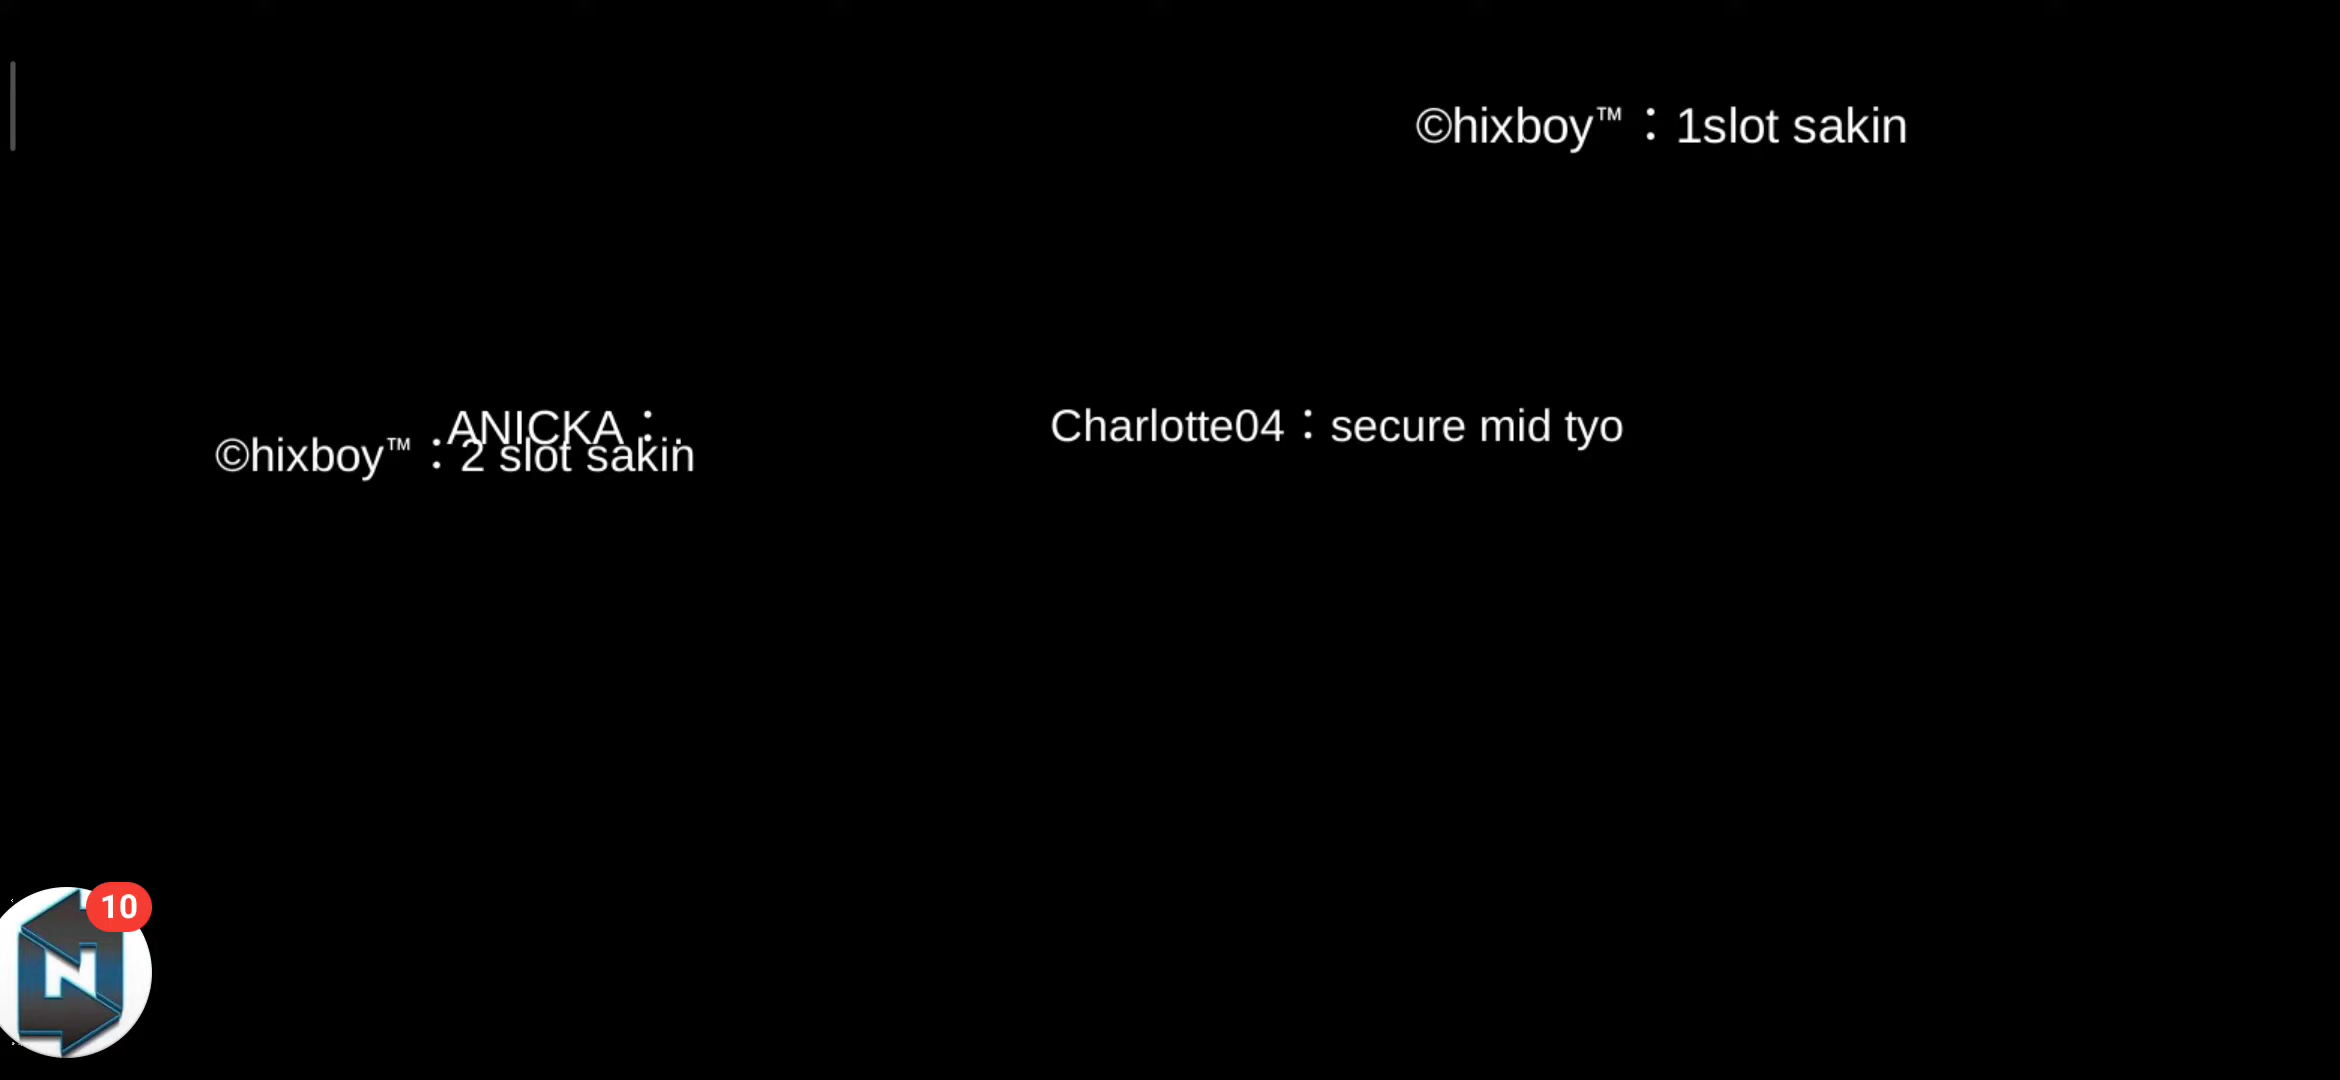 ©hixboy™：1slot sakin
ANICKA：.
Charlotte04：secure mid tyo
©hixboy™：2 slot sakin
10
N